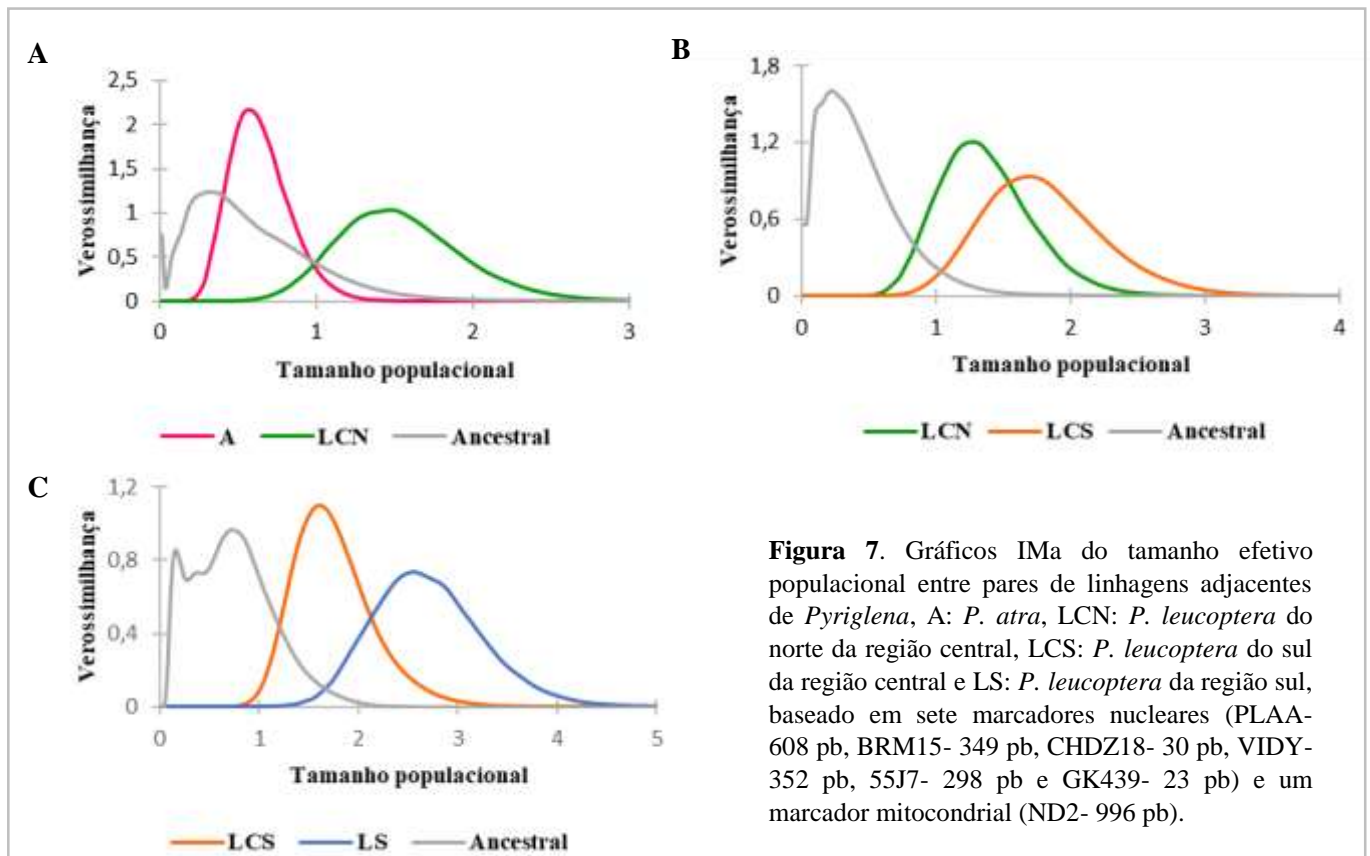 A
2,5
2
1,5
1
0,5
0
Verossimilhança
0 1 2 3
Tamanho populacional
A LCN Ancestral
B
1,8
1,2
0,6
0
Verossimilhança
0 1 2 3 4
Tamanho populacional
LCN LCS Ancestral
C
1,2
0,8
0,4
0
Verossimilhança
0 1 2 3 4 5
Tamanho populacional
LCS LS Ancestral
Figura 7. Gráficos IMa do tamanho efetivo
populacional entre pares de linhagens adjacentes
de Pyriglena, A: P. atra, LCN: P. leucoptera do
norte da região central, LCS: P. leucoptera do sul
da região central e LS: P. leucoptera da região sul,
baseado em sete marcadores nucleares (PLAA-
608 pb, BRM15- 349 pb, CHDZ18- 30 pb, VIDY-
352 pb, 55J7- 298 pb e GK439- 23 pb) e um
marcador mitocondrial (ND2- 996 pb).